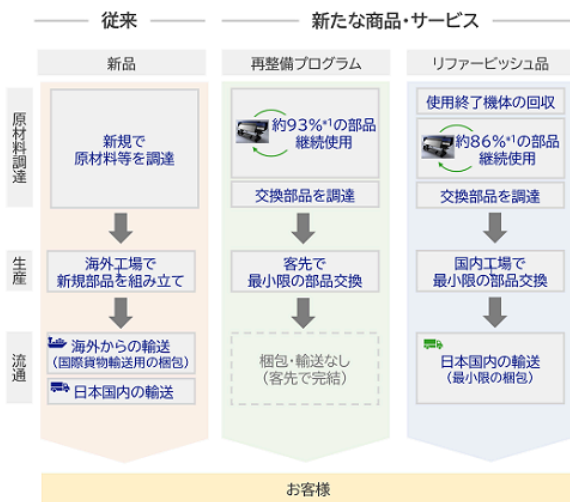 従来
新たな商品・サービス
新品
再整備プログラム
リファービッシュ品
原材料調達
新規で
原材料等を調達
約93%*1の部品
継続使用
交換部品を調達
使用終了機体の回収
約86%*1の部品
継続使用
交換部品を調達
生産
海外工場で
新規部品を組み立て
客先で
最小限の部品交換
国内工場で
最小限の部品交換
流通
海外からの輸送
(国際貨物輸送用の梱包)
日本国内の輸送
梱包・輸送なし
(客先で完結)
日本国内の輸送
(最小限の梱包)
お客様